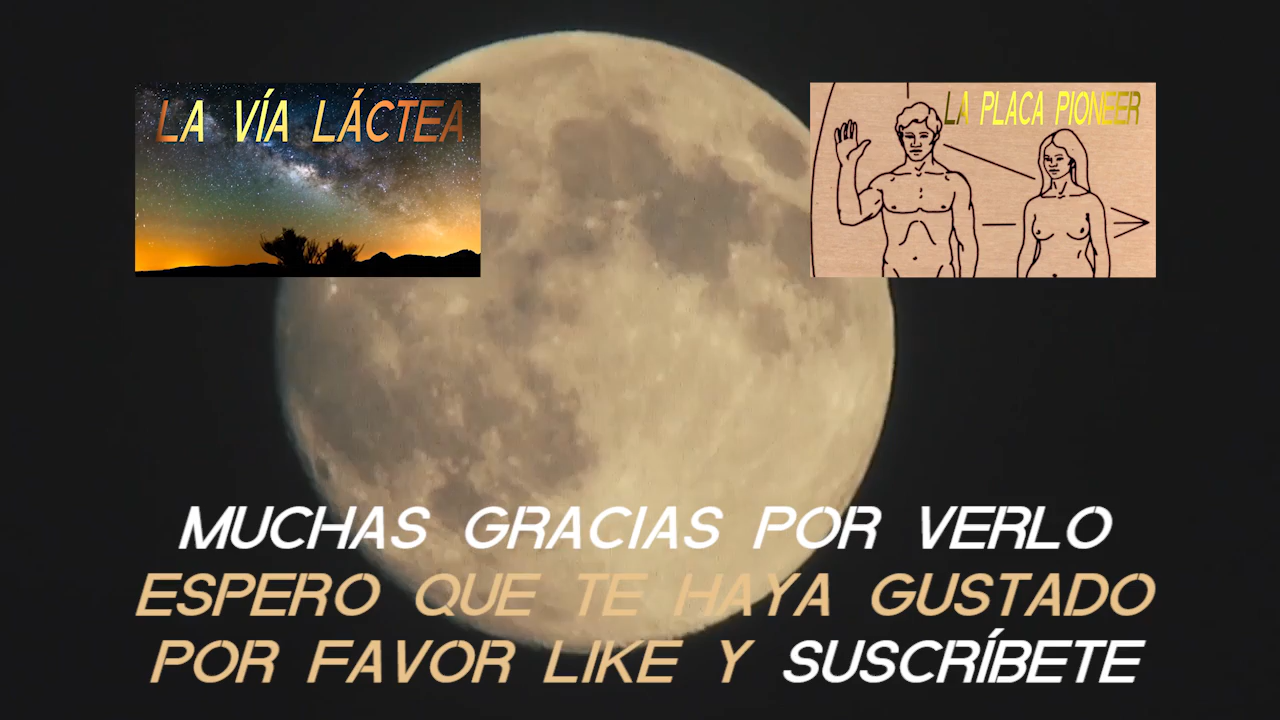 LA VÍA LÁCTEA
LA PLACA PIONEER
MUCHAS GRACIAS POR VERLO
ESPERO QUE TE HAYA GUSTADO
POR FAVOR LIKE Y SUSCRÍBETE